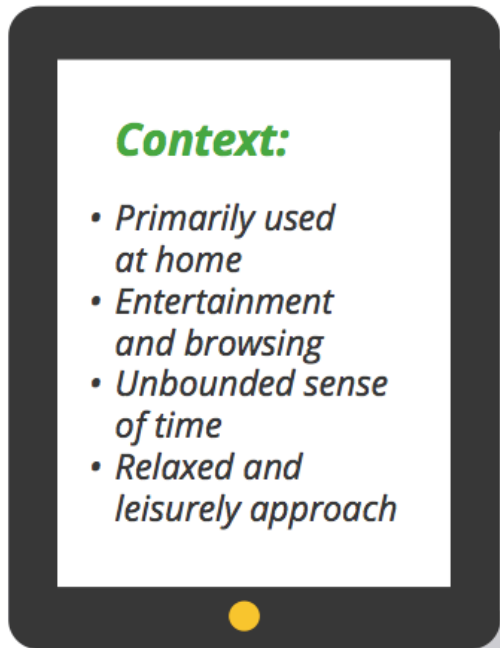 Context:
• Primarily used
at home
• Entertainment
and browsing
• Unbounded sense
of time
• Relaxed and
leisurely approach